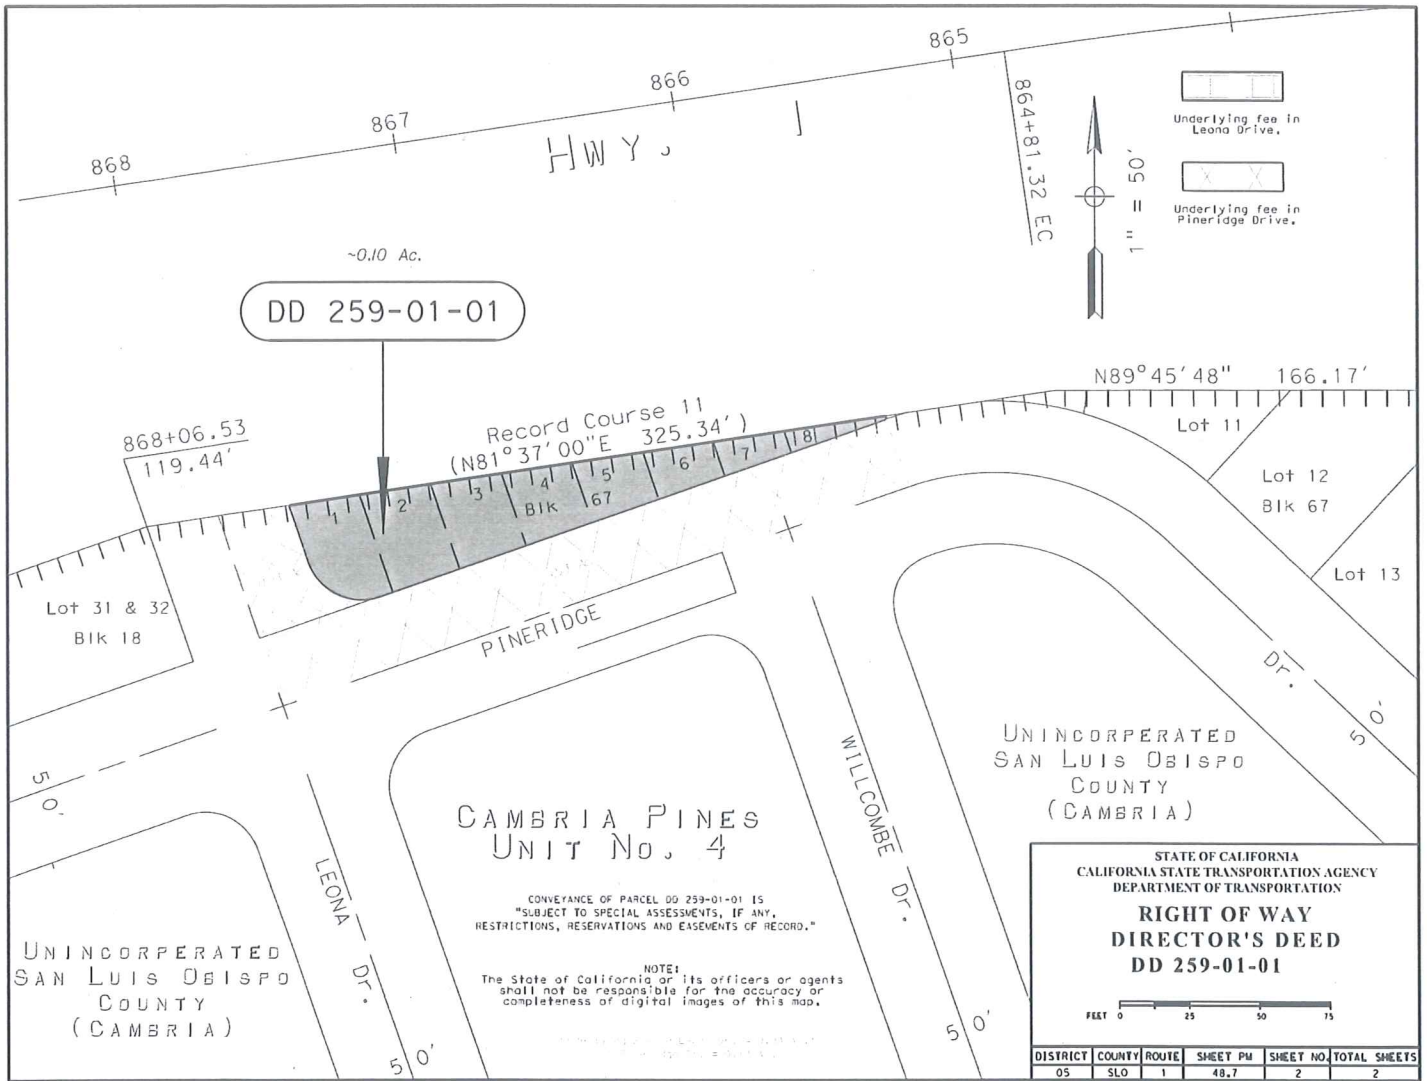 868
867
866
865
HWY. 1
864+81.32 EC
1" = 50'
Underlying fee in
Leona Drive.
Underlying fee in
Pineridge Drive.
~0.10 Ac.
DD 259-01-01
N89°45'48" 166.17'
868+06.53
119.44'
Record Course 11
(N81°37'00"E 325.34')
1
2
3
4
5
6
7
8
Blk 67
Lot 11
Lot 12
Blk 67
Lot 13
Lot 31 & 32
Blk 18
PINERIDGE
Dr.
50'
50'
WILLCOMBE Dr.
50'
LEONA Dr.
50'
UNINCORPERATED
SAN LUIS OBISPO
COUNTY
(CAMBRIA)
CAMBRIA PINES
UNIT No. 4
CONVEYANCE OF PARCEL DD 259-01-01 IS
"SUBJECT TO SPECIAL ASSESSMENTS, IF ANY,
RESTRICTIONS, RESERVATIONS AND EASEMENTS OF RECORD."
NOTE:
The State of California or its officers or agents
shall not be responsible for the accuracy or
completeness of digital images of this map.
UNINCORPERATED
SAN LUIS OBISPO
COUNTY
(CAMBRIA)
STATE OF CALIFORNIA
CALIFORNIA STATE TRANSPORTATION AGENCY
DEPARTMENT OF TRANSPORTATION
RIGHT OF WAY
DIRECTOR'S DEED
DD 259-01-01
FEET 0 25 50 75
DISTRICT COUNTY ROUTE SHEET PM SHEET NO. TOTAL SHEETS
05 SLO 1 48.7 2 2